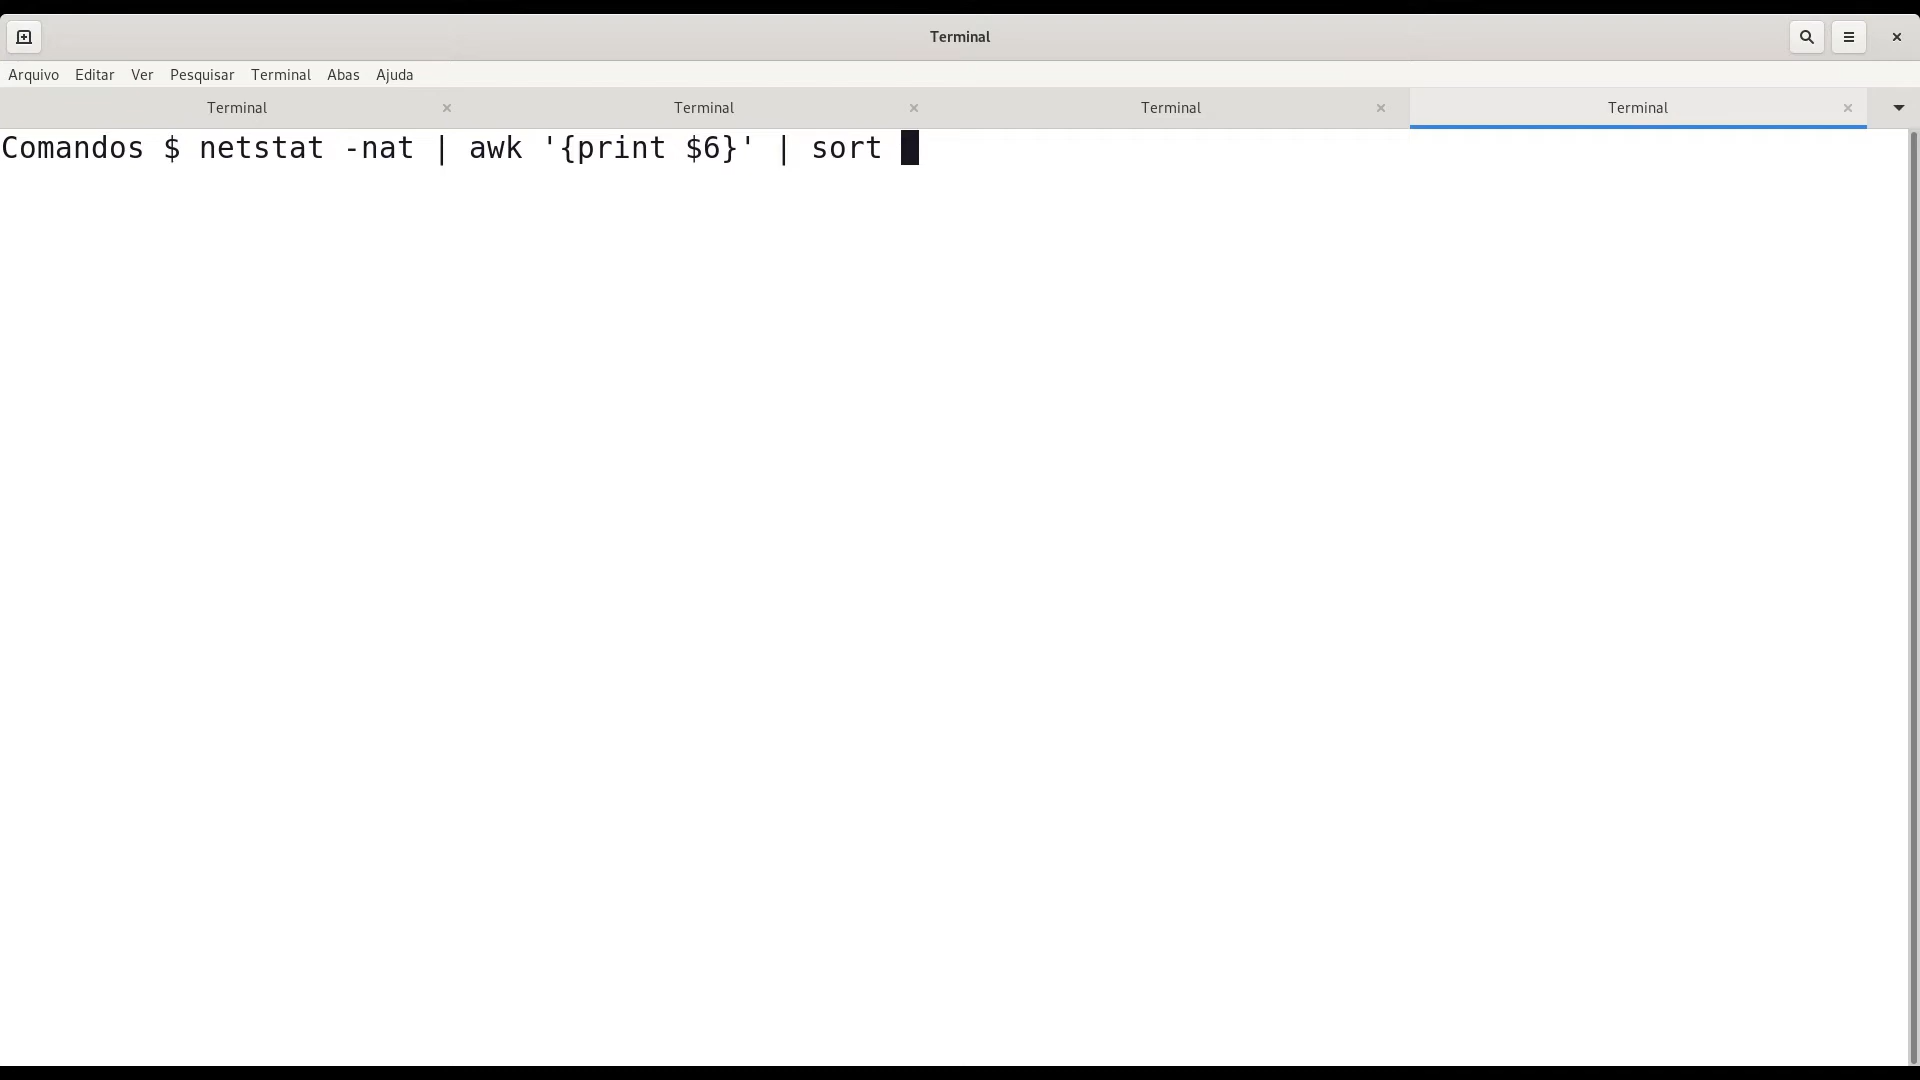 Terminal
Arquivo Editar Ver Pesquisar Terminal Abas Ajuda
Terminal Terminal Terminal Terminal
Comandos $ netstat -nat | awk '{print $6}' | sort